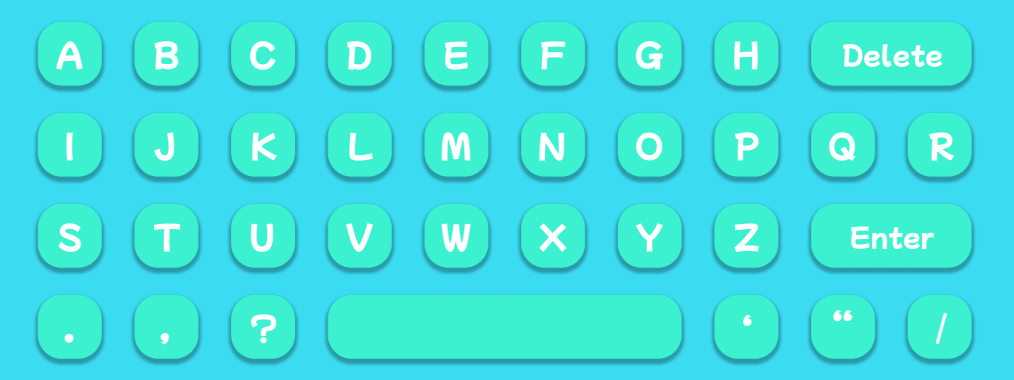 A B C D E F G H Delete
I J K L M N O P Q R
S T U V W X Y Z Enter
. , ? ‘ “ /